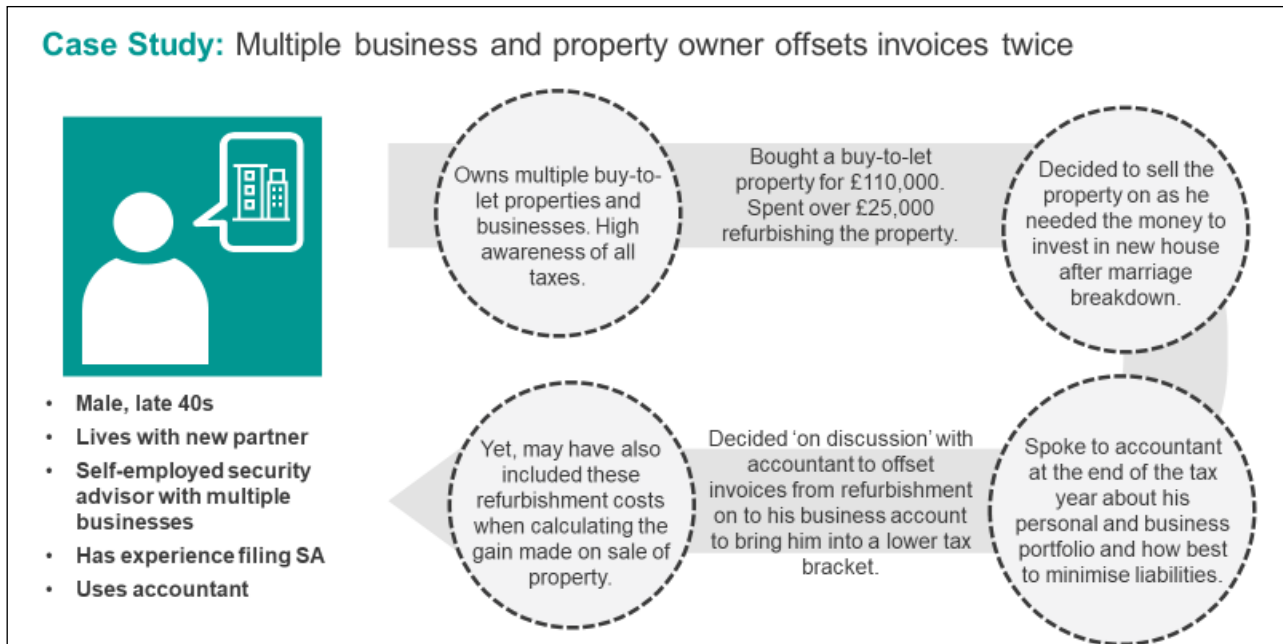 Case Study: Multiple business and property owner offsets invoices twice
Owns multiple buy-to-
let properties and
businesses. High
awareness of all
taxes.
Bought a buy-to-let
property for £110,000.
Spent over £25,000
refurbishing the property.
Decided to sell the
property on as he
needed the money to
invest in new house
after marriage
breakdown.
Spoke to accountant
at the end of the tax
year about his
personal and business
portfolio and how best
to minimise liabilities.
Decided ‘on discussion’ with
accountant to offset
invoices from refurbishment
on to his business account
to bring him into a lower tax
bracket.
Yet, may have also
included these
refurbishment costs
when calculating the
gain made on sale of
property.
• Male, late 40s
• Lives with new partner
• Self-employed security
advisor with multiple
businesses
• Has experience filing SA
• Uses accountant